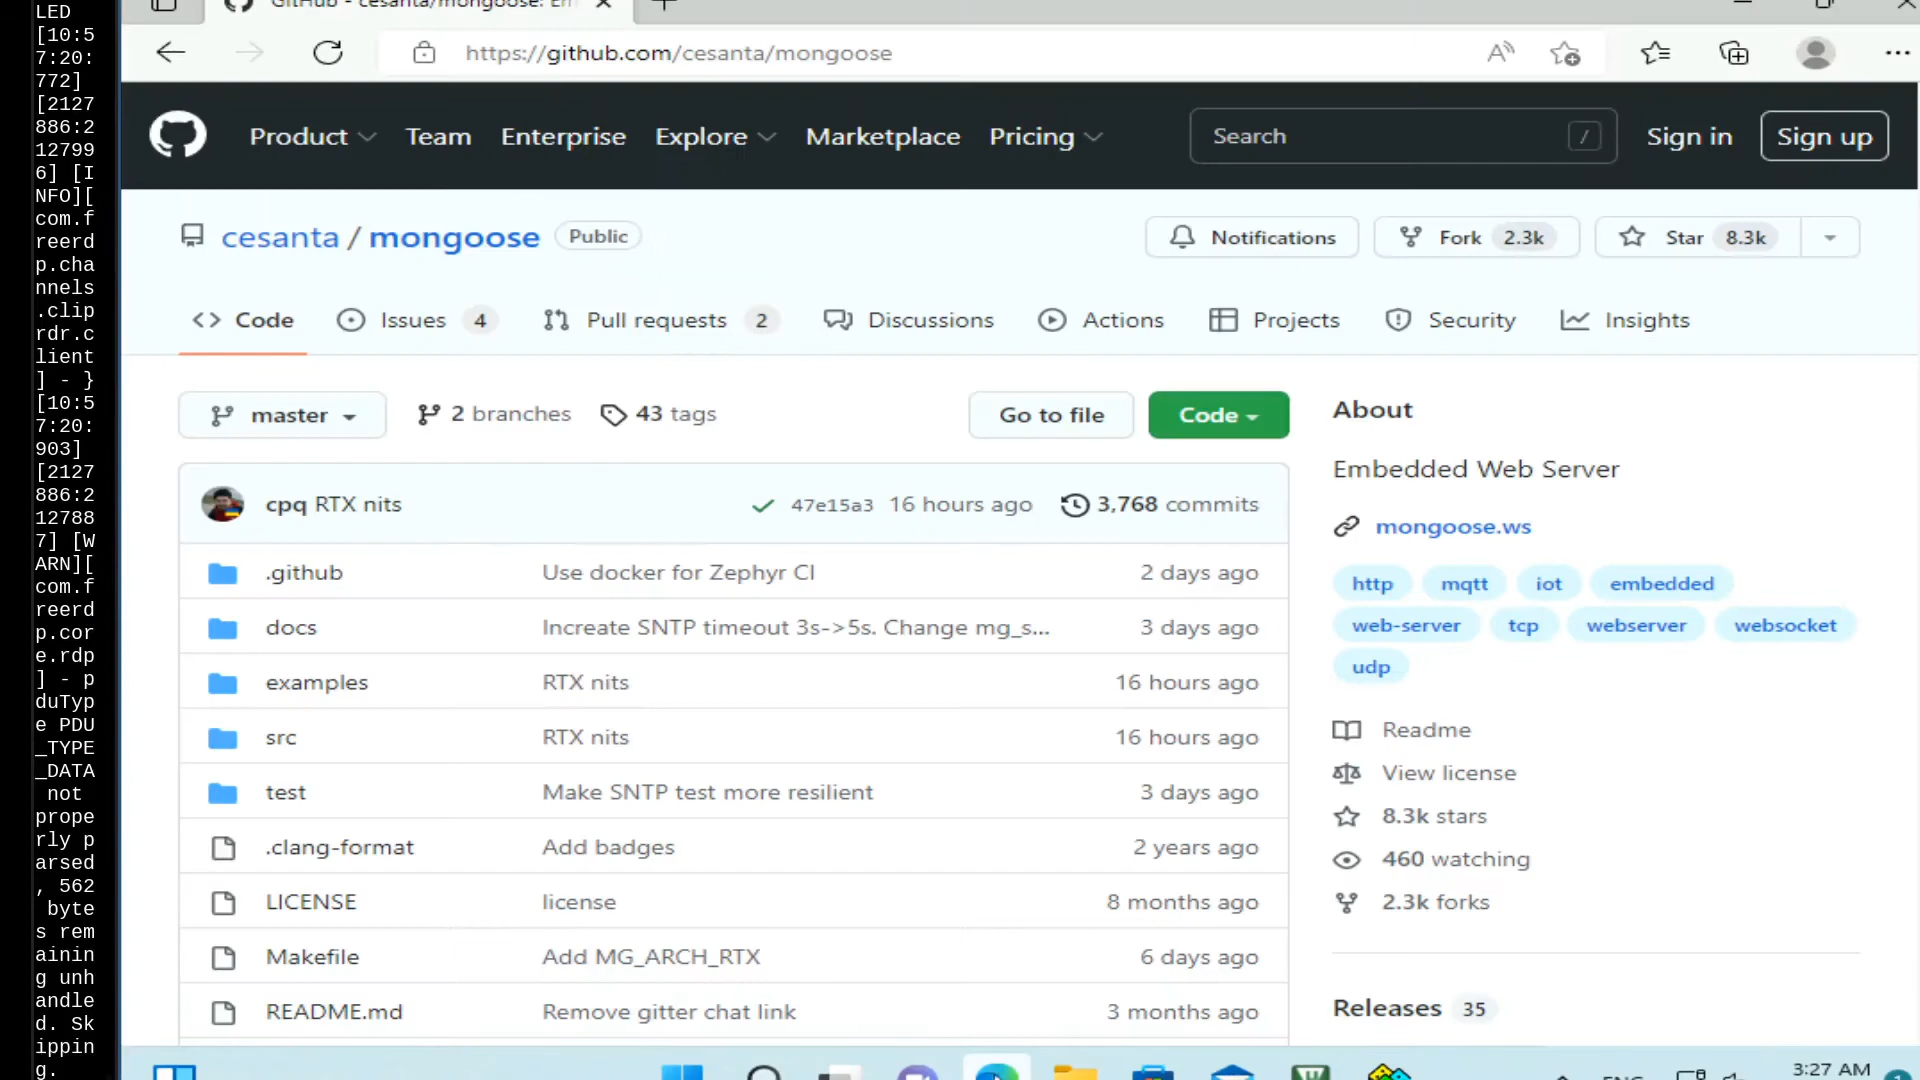 LED
[10:5
7:20:
772]
[2127
886:2
12799
6] [I
NFO][
com.f
reerd
p.cha
nnels
.clip
rdr.c
lient
] - }
[10:5
7:20:
903]
[2127
886:2
12788
7] [W
ARN][
com.f
reerd
p.cor
e.rdp
] - p
duTyp
e PDU
_TYPE
_DATA
not
prope
rly p
arsed
, 562
byte
s rem
ainin
g unh
andle
d. Sk
ippin
g.
GitHub - cesanta/mongoose: Em
https://github.com/cesanta/mongoose
Product Team Enterprise Explore Marketplace Pricing Search / Sign in Sign up
cesanta / mongoose Public Notifications Fork 2.3k Star 8.3k
Code Issues 4 Pull requests 2 Discussions Actions Projects Security Insights
master 2 branches 43 tags Go to file Code
cpq RTX nits 47e15a3 16 hours ago 3,768 commits
.github Use docker for Zephyr CI 2 days ago
docs Increate SNTP timeout 3s->5s. Change mg_s... 3 days ago
examples RTX nits 16 hours ago
src RTX nits 16 hours ago
test Make SNTP test more resilient 3 days ago
.clang-format Add badges 2 years ago
LICENSE license 8 months ago
Makefile Add MG_ARCH_RTX 6 days ago
README.md Remove gitter chat link 3 months ago
About
Embedded Web Server
mongoose.ws
http mqtt iot embedded
web-server tcp webserver websocket
udp
Readme
View license
8.3k stars
460 watching
2.3k forks
Releases 35
ENG 3:27 AM